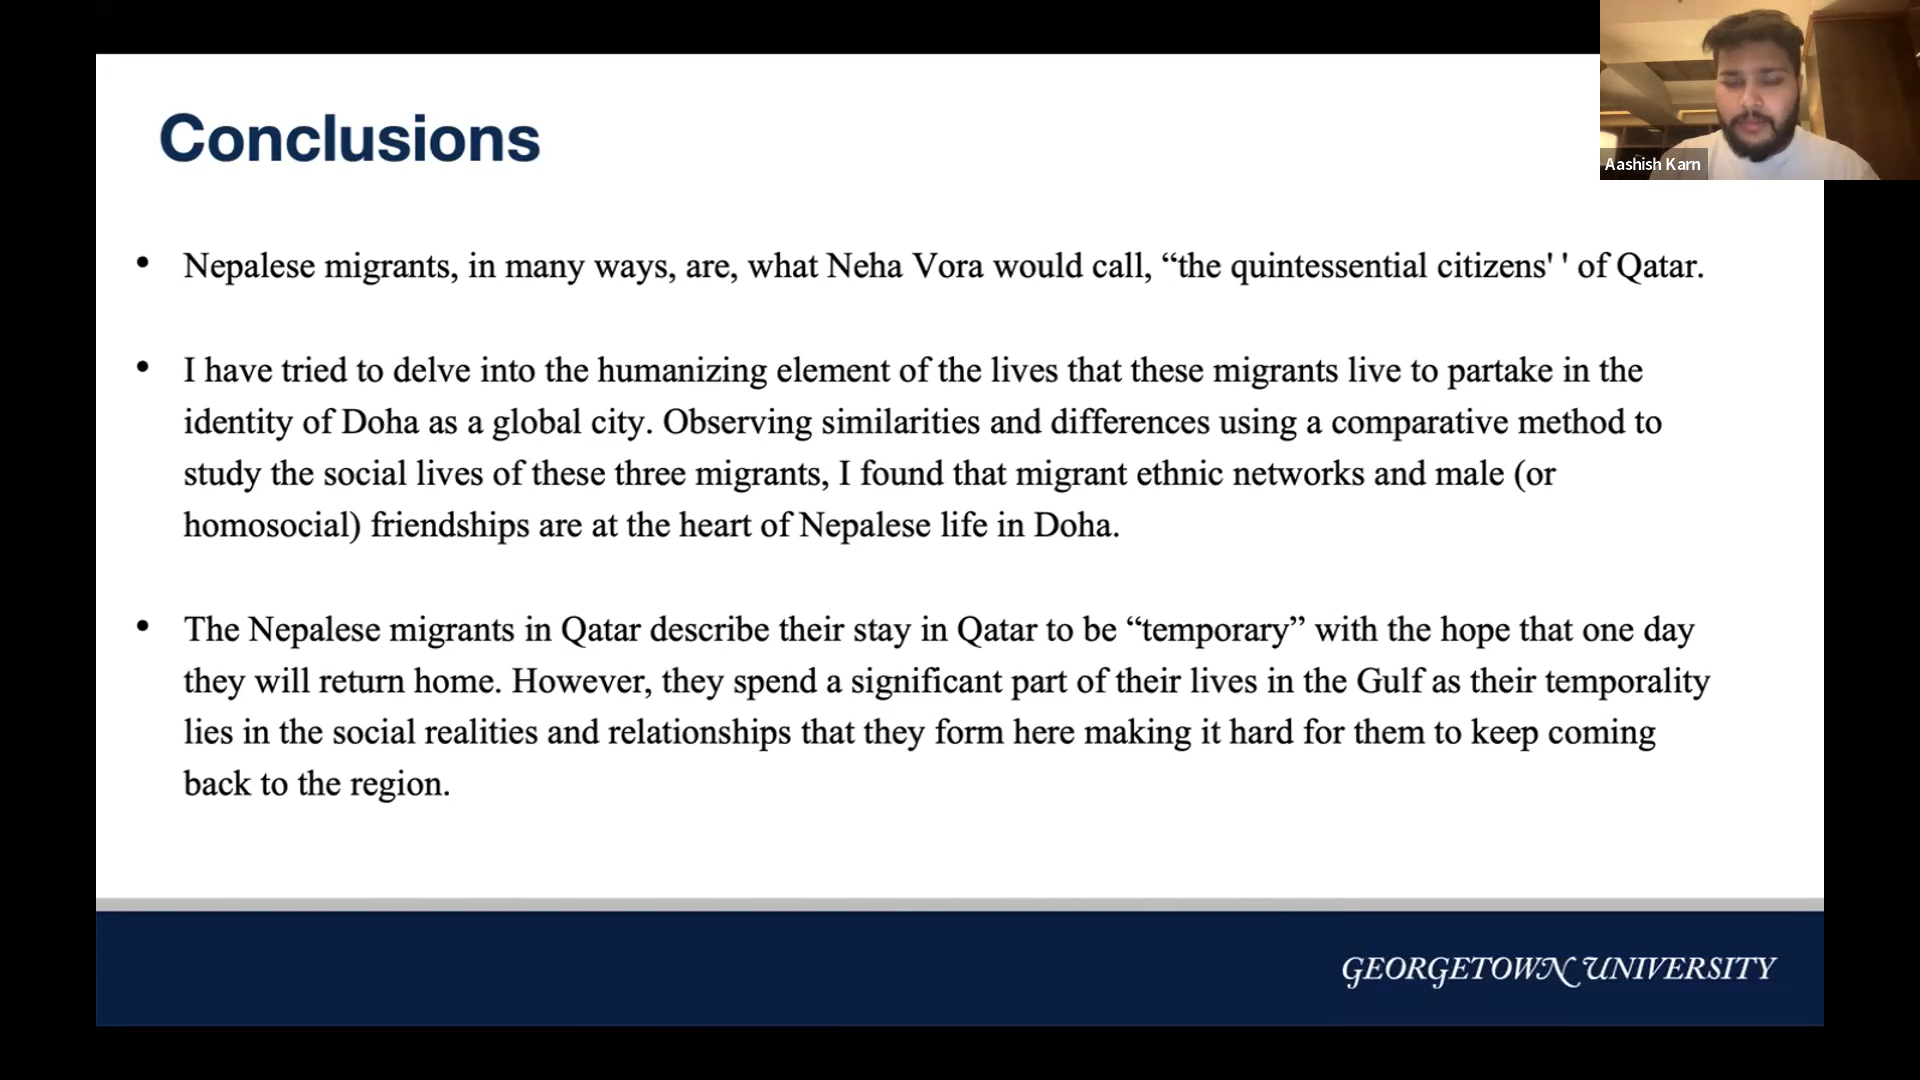 Conclusions
Aashish Karn
• Nepalese migrants, in many ways, are, what Neha Vora would call, “the quintessential citizens' ' of Qatar.
• I have tried to delve into the humanizing element of the lives that these migrants live to partake in the
identity of Doha as a global city. Observing similarities and differences using a comparative method to
study the social lives of these three migrants, I found that migrant ethnic networks and male (or
homosocial) friendships are at the heart of Nepalese life in Doha.
• The Nepalese migrants in Qatar describe their stay in Qatar to be “temporary” with the hope that one day
they will return home. However, they spend a significant part of their lives in the Gulf as their temporality
lies in the social realities and relationships that they form here making it hard for them to keep coming
back to the region.
GEORGETOWN UNIVERSITY